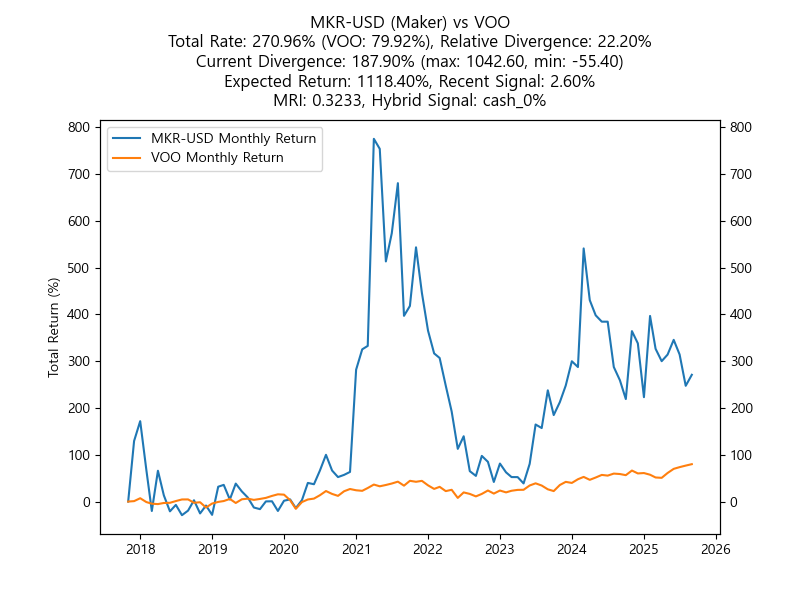 MKR-USD (Maker) vs VOO
Total Rate: 270.96% (VOO: 79.92%), Relative Divergence: 22.20%
Current Divergence: 187.90% (max: 1042.60, min: -55.40)
Expected Return: 1118.40%, Recent Signal: 2.60%
MRI: 0.3233, Hybrid Signal: cash_0%
MKR-USD Monthly Return
VOO Monthly Return
Total Return (%)
800
700
600
500
400
300
200
100
0
800
700
600
500
400
300
200
100
0
2018 2019 2020 2021 2022 2023 2024 2025 2026